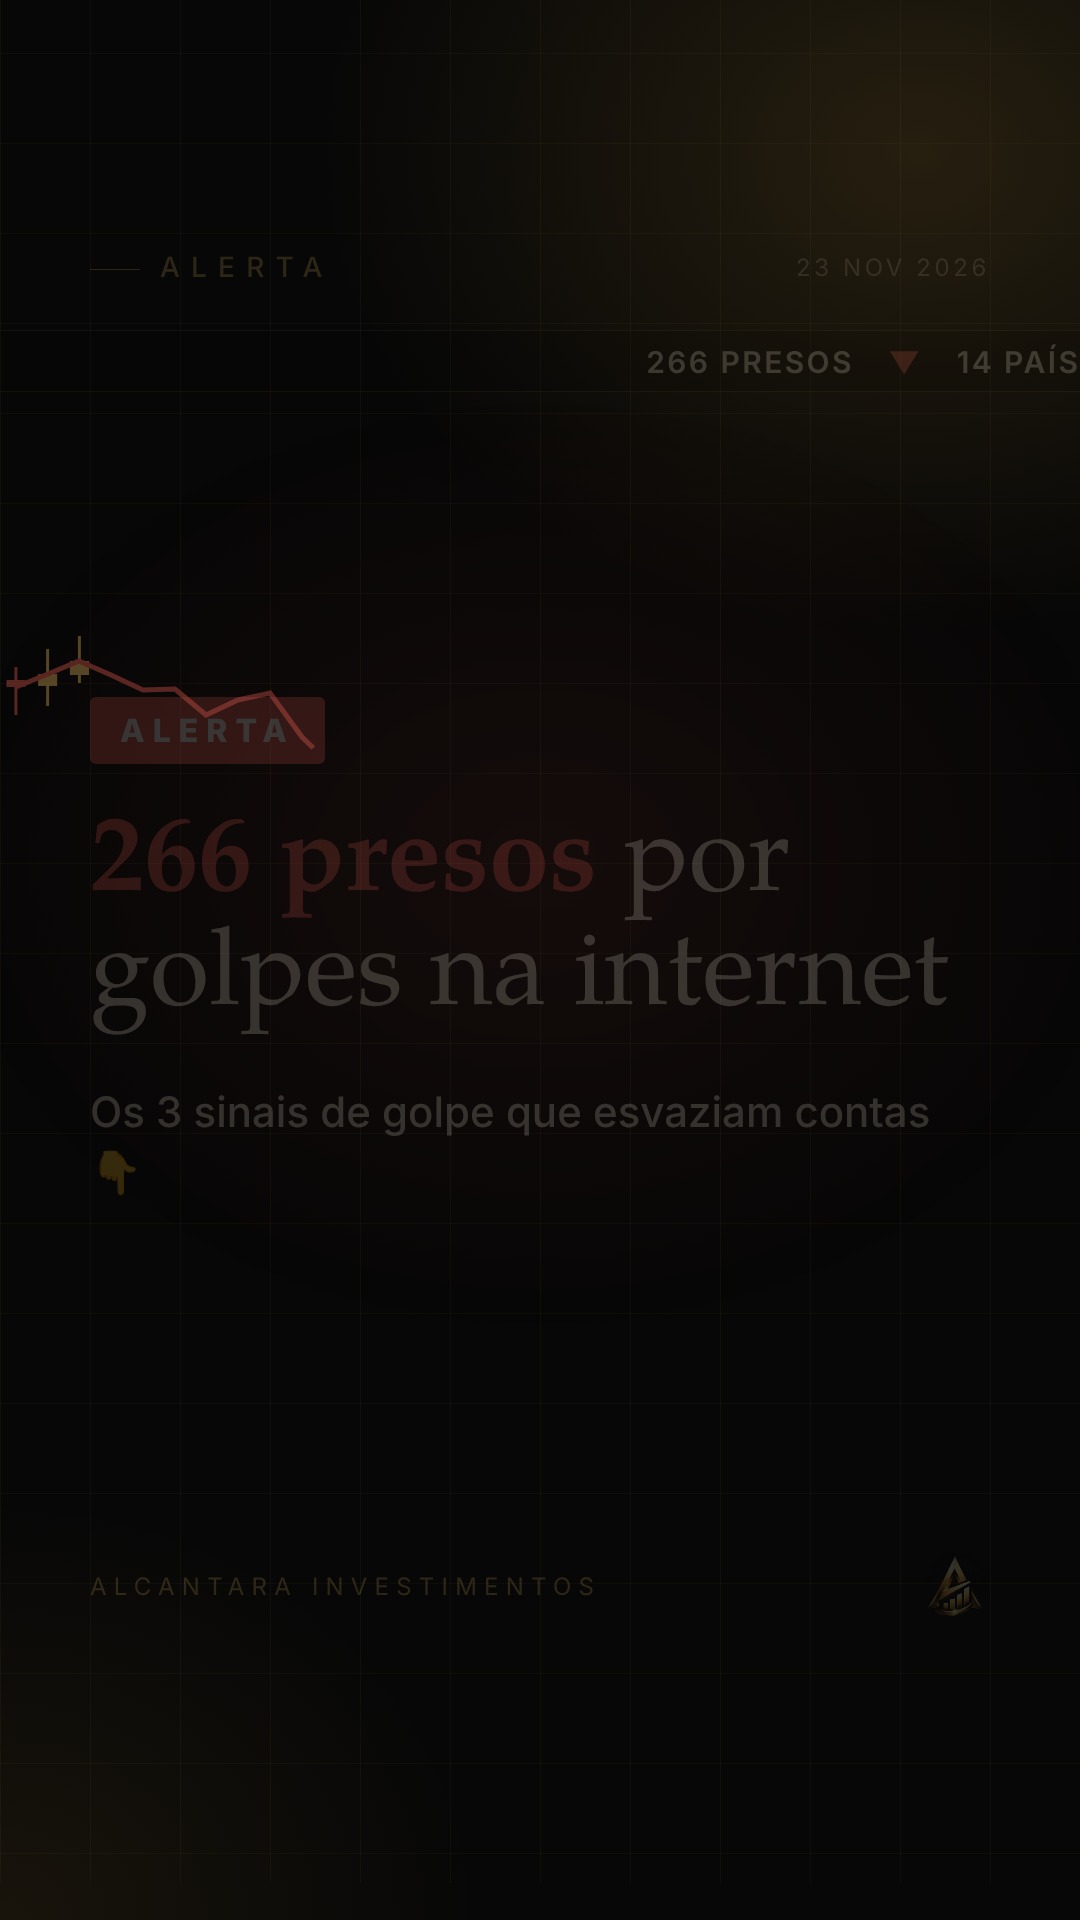 ALERTA
23 NOV 2026
266 PRESOS ▼ 14 PAÍS
ALERTA
266 presos por
golpes na internet
Os 3 sinais de golpe que esvaziam contas
👇
ALCANTARA INVESTIMENTOS